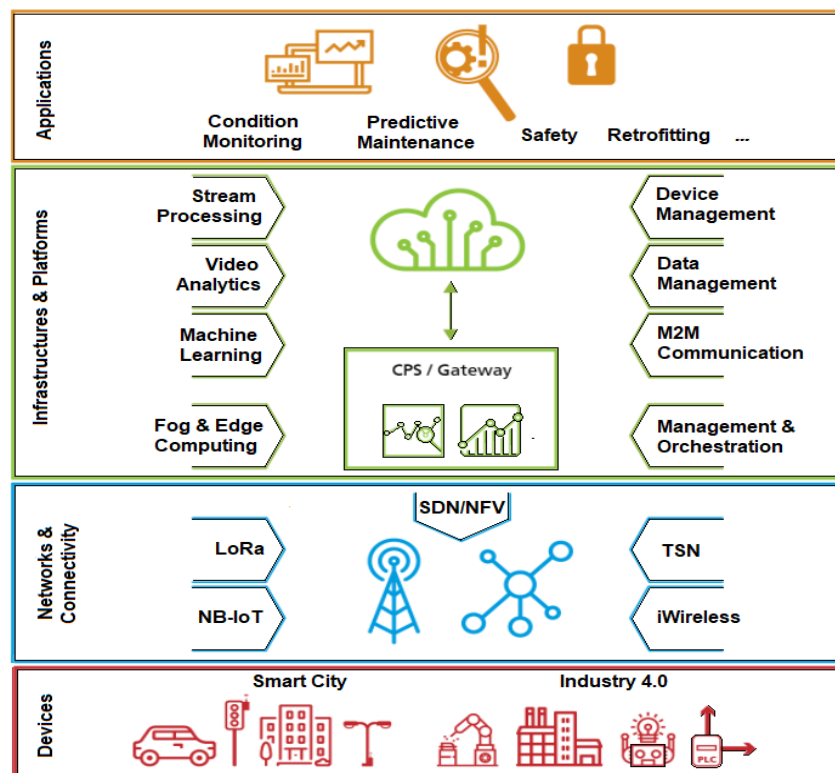 Applications
Condition
Monitoring
Predictive
Maintenance
Safety
Retrofitting
...
Infrastructures & Platforms
Stream
Processing
Video
Analytics
Machine
Learning
Fog & Edge
Computing
CPS / Gateway
Device
Management
Data
Management
M2M
Communication
Management &
Orchestration
Networks &
Connectivity
SDN/NFV
LoRa
NB-IoT
TSN
iWireless
Devices
Smart City
Industry 4.0
PLC